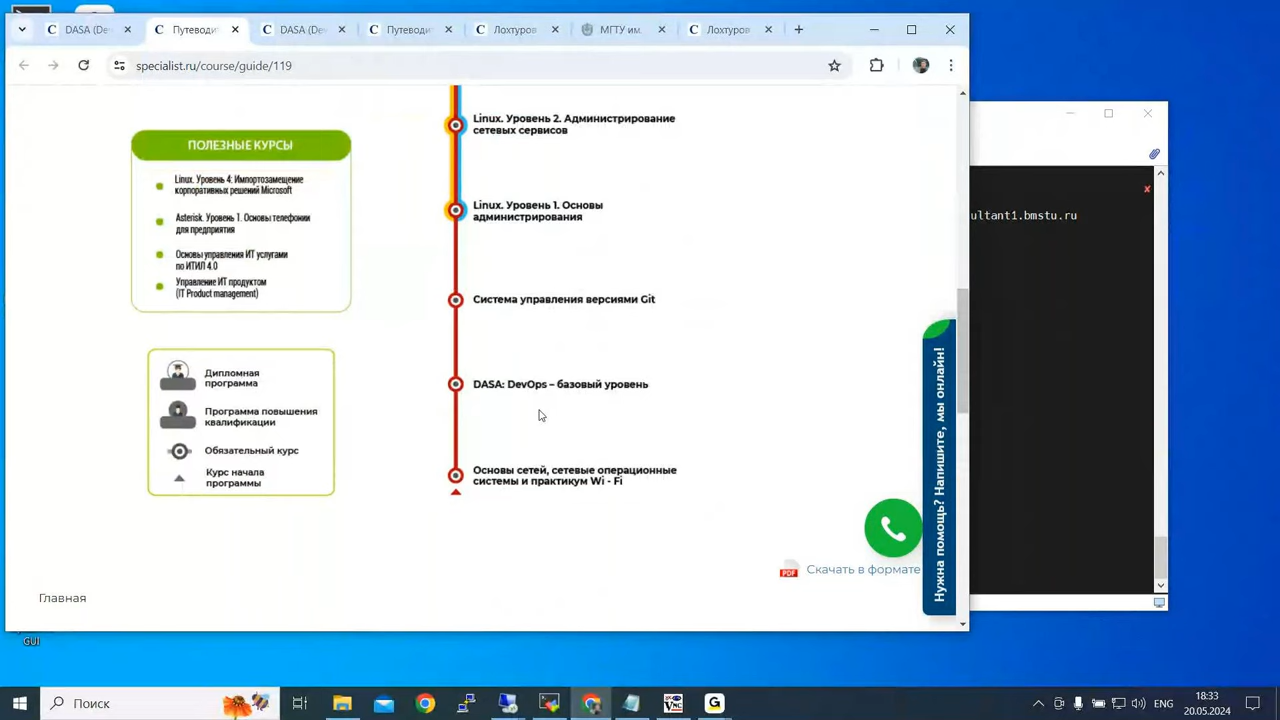 DASA (De
Путеводи
DASA (De
Путеводи
Лохтуров
МГТУ им.
Лохтуров
specialist.ru/course/guide/119
ПОЛЕЗНЫЕ КУРСЫ
Linux. Уровень 4: Импортозамещение
корпоративных решений Microsoft
Asterisk. Уровень 1. Основы телефонии
для предприятия
Основы управления ИТ услугами
по ИТИЛ 4.0
Управление ИТ продуктом
(IT Product management)
Дипломная
программа
Программа повышения
квалификации
Обязательный курс
Курс начала
программы
Linux. Уровень 2. Администрирование
сетевых сервисов
Linux. Уровень 1. Основы
администрирования
Система управления версиями Git
DASA: DevOps – базовый уровень
Основы сетей, сетевые операционные
системы и практикум Wi - Fi
PDF
Скачать в формате
Нужна помощь? Напишите, мы онлайн!
Главная
ultant1.bmstu.ru
GUI
Поиск
ENG
18:33
20.05.2024